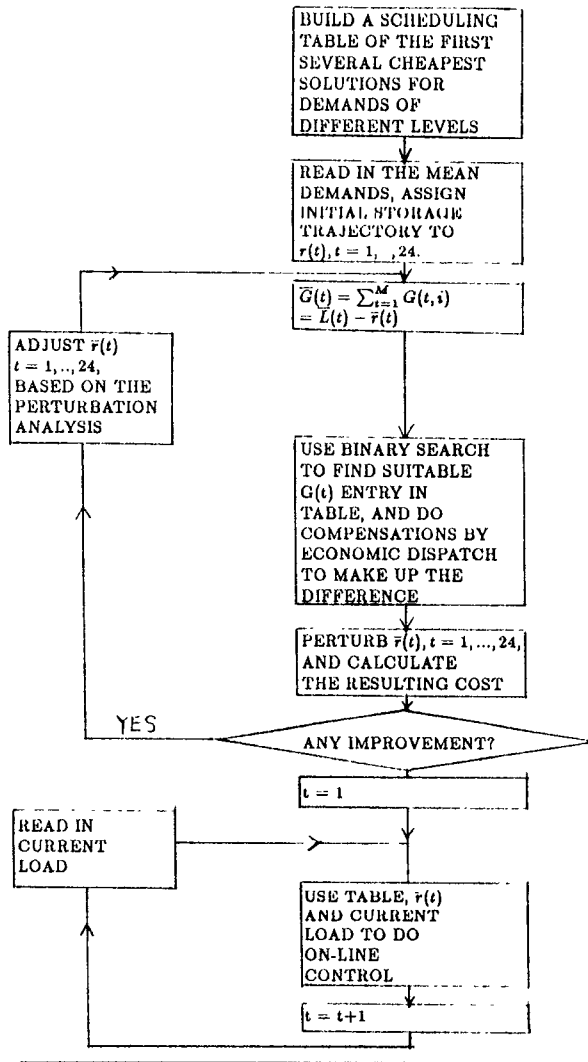 BUILD A SCHEDULING
TABLE OF THE FIRST
SEVERAL CHEAPEST
SOLUTIONS FOR
DEMANDS OF
DIFFERENT LEVELS
READ IN THE MEAN
DEMANDS, ASSIGN
INITIAL STORAGE
TRAJECTORY TO
r(t), t = 1, ., 24.
G̅(t) = ∑_{t=1}^{M} G(t,i)
= L̅(t) − r̅(t)
ADJUST r̅(t)
t = 1, .., 24,
BASED ON THE
PERTURBATION
ANALYSIS
USE BINARY SEARCH
TO FIND SUITABLE
G(t) ENTRY IN
TABLE, AND DO
COMPENSATIONS BY
ECONOMIC DISPATCH
TO MAKE UP THE
DIFFERENCE
PERTURB r̅(t), t = 1, ..., 24,
AND CALCULATE
THE RESULTING COST
YES
ANY IMPROVEMENT?
t = 1
READ IN
CURRENT
LOAD
USE TABLE, r̅(t)
AND CURRENT
LOAD TO DO
ON-LINE
CONTROL
t = t+1